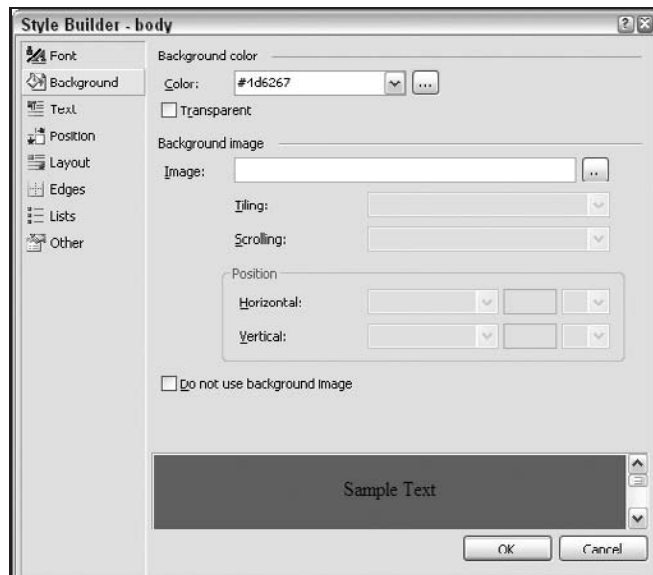 Style Builder - body
Font
Background
Text
Position
Layout
Edges
Lists
Other
Background color
Color: #4d6267 ...
Transparent
Background image
Image: ..
Tiling:
Scrolling:
Position
Horizontal:
Vertical:
Do not use background image
Sample Text
OK Cancel